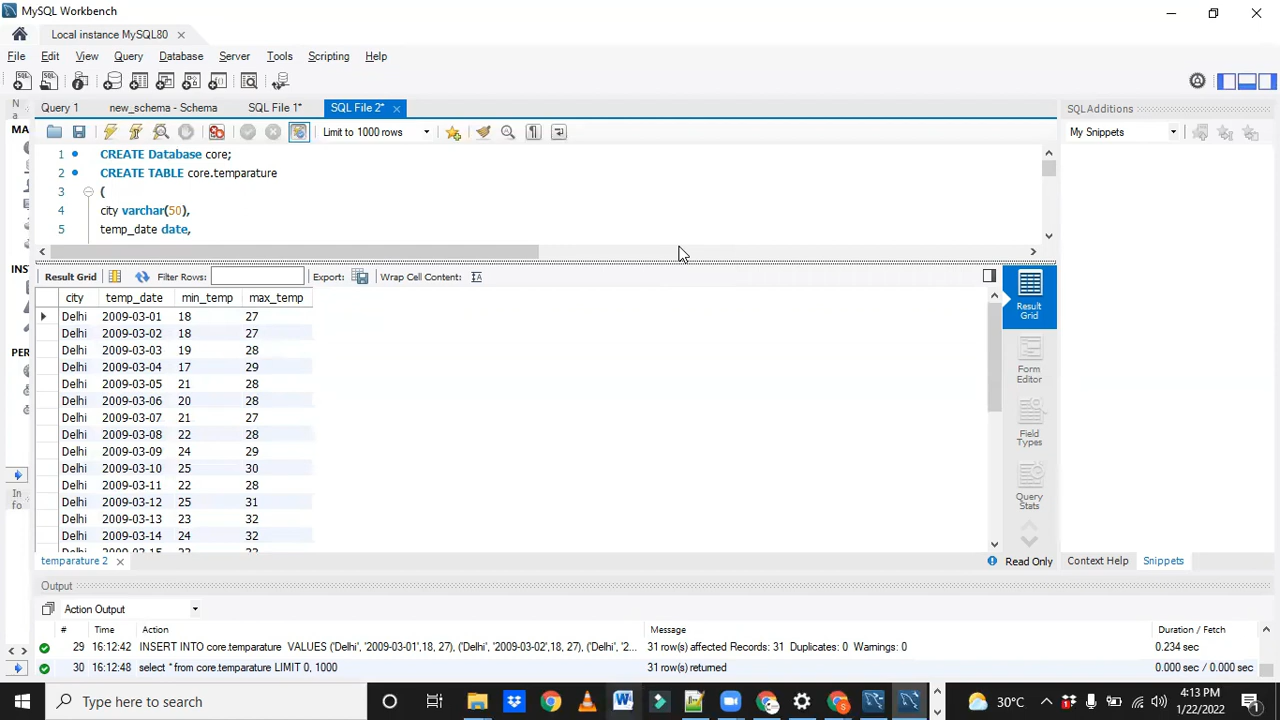 MySQL Workbench
Local instance MySQL80
File Edit View Query Database Server Tools Scripting Help
N
a
Query 1 new_schema - Schema SQL File 1* SQL File 2* SQLAdditions
MA
Limit to 1000 rows My Snippets
1 CREATE Database core;
2 CREATE TABLE core.temparature
3 (
4 city varchar(50),
5 temp_date date,
INS
Result Grid Filter Rows: Export: Wrap Cell Content: IA
city temp_date min_temp max_temp
Delhi 2009-03-01 18 27
Delhi 2009-03-02 18 27
Delhi 2009-03-03 19 28
Delhi 2009-03-04 17 29
Delhi 2009-03-05 21 28
Delhi 2009-03-06 20 28
Delhi 2009-03-07 21 27
Delhi 2009-03-08 22 28
Delhi 2009-03-09 24 29
Delhi 2009-03-10 25 30
Delhi 2009-03-11 22 28
Delhi 2009-03-12 25 31
Delhi 2009-03-13 23 32
Delhi 2009-03-14 24 32
Result
Grid
Form
Editor
Field
Types
Query
Stats
PER
In
fo
temparature 2 Read Only Context Help Snippets
Output
Action Output
# Time Action Message Duration / Fetch
29 16:12:42 INSERT INTO core.temparature VALUES ('Delhi', '2009-03-01',18, 27), ('Delhi', '2009-03-02',18, 27), ('Delhi', '2... 31 row(s) affected Records: 31 Duplicates: 0 Warnings: 0 0.234 sec
30 16:12:48 select * from core.temparature LIMIT 0, 1000 31 row(s) returned 0.000 sec / 0.000 sec
Type here to search
30°C
4:13 PM
1/22/2022